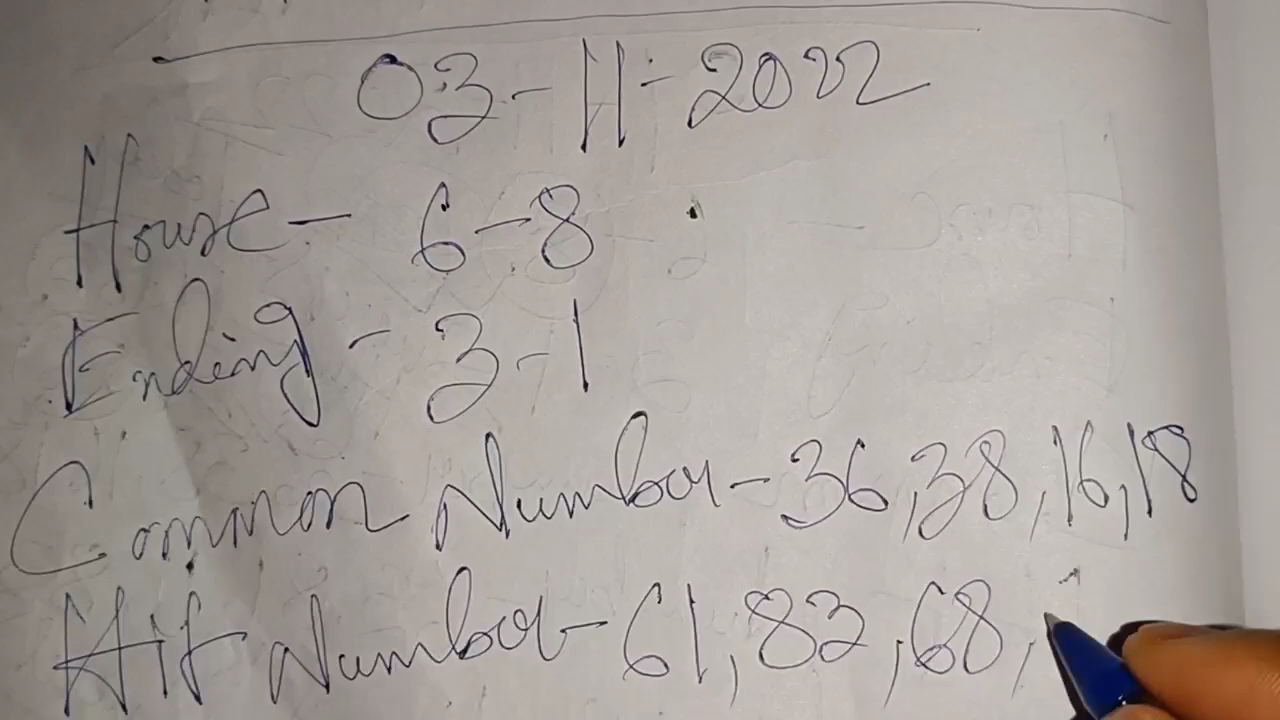 03-11-2022
House- 6-8
Ending- 3-1
Common Number-36,38,16,18
Hit Number-61,83,68,